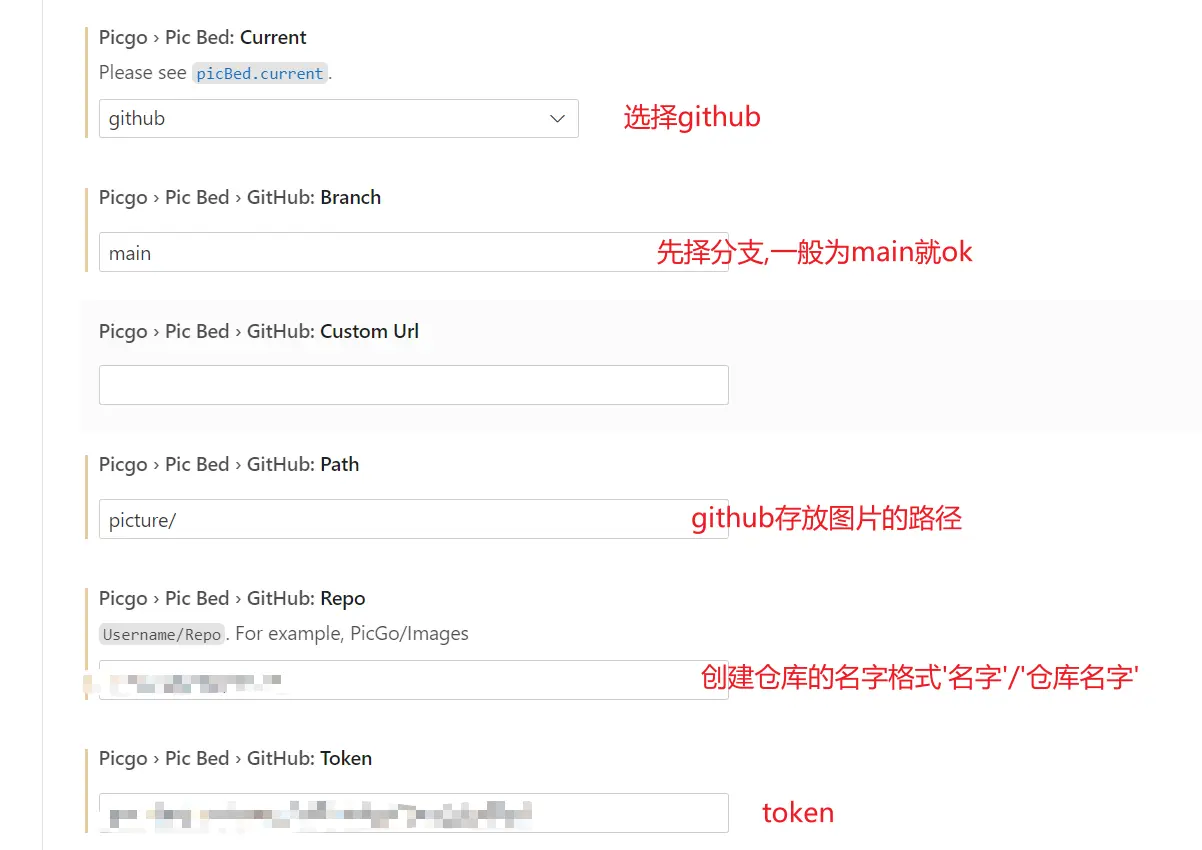 Picgo › Pic Bed: Current
Please see picBed.current.
github
选择github
Picgo › Pic Bed › GitHub: Branch
main
先择分支,一般为main就ok
Picgo › Pic Bed › GitHub: Custom Url
Picgo › Pic Bed › GitHub: Path
picture/
github存放图片的路径
Picgo › Pic Bed › GitHub: Repo
Username/Repo. For example, PicGo/Images
创建仓库的名字格式'名字'/'仓库名字'
Picgo › Pic Bed › GitHub: Token
token